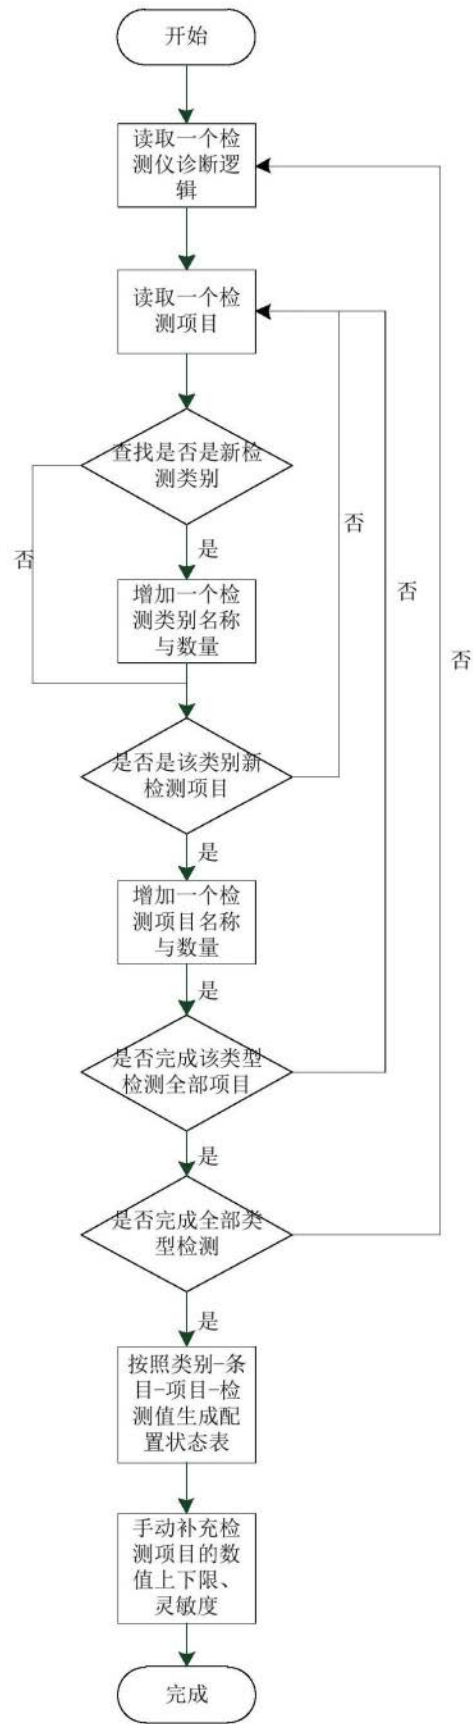 开始
读取一个检
测仪诊断逻
辑
读取一个检
测项目
查找是否是新检
测类别
否
是
否
否
否
增加一个检
测类别名称
与数量
是否是该类别新
检测项目
是
增加一个检
测项目名称
与数量
是
是否完成该类型
检测全部项目
是
是否完成全部类
型检测
是
按照类别-条
目-项目-检
测值生成配
置状态表
手动补充检
测项目的数
值上下限、
灵敏度
完成